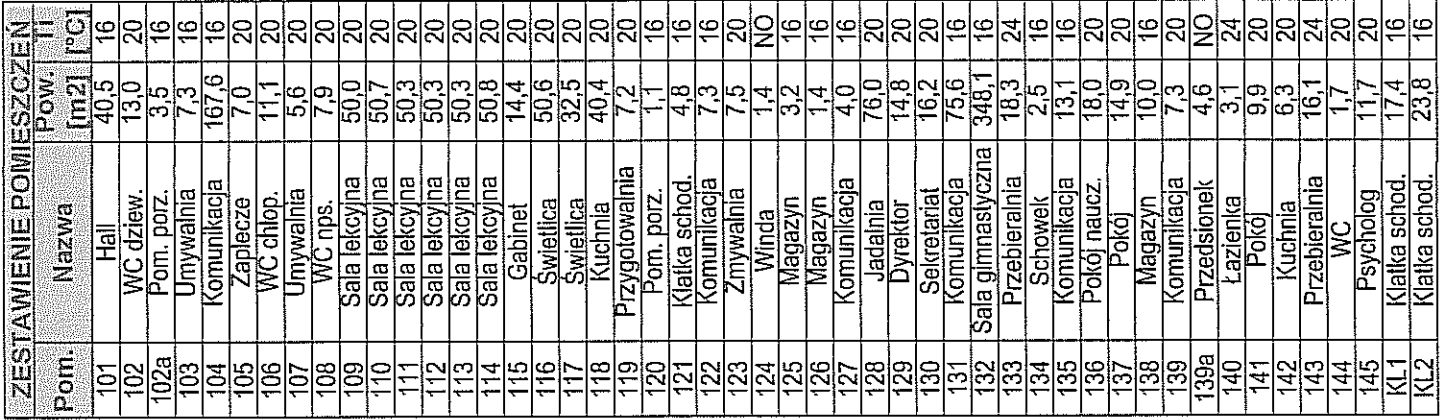 ZESTAWIENIE POMIESZCZEŃ
Pom. Nazwa Pow. [m2] Ti [°C]
101 Hall 40,5 16
102 WC dziew. 13,0 20
102a Pom. porz. 3,5 16
103 Umywalnia 7,3 16
104 Komunikacja 167,6 16
105 Zaplecze 7,0 20
106 WC chłop. 11,1 20
107 Umywalnia 5,6 20
108 WC nps. 7,9 20
109 Sala lekcyjna 50,0 20
110 Sala lekcyjna 50,7 20
111 Sala lekcyjna 50,3 20
112 Sala lekcyjna 50,3 20
113 Sala lekcyjna 50,3 20
114 Sala lekcyjna 50,8 20
115 Gabinet 14,4 20
116 Świetlica 50,6 20
117 Świetlica 32,5 20
118 Kuchnia 40,4 20
119 Przygotowalnia 7,2 20
120 Pom. porz. 1,1 16
121 Klatka schod. 4,8 16
122 Komunikacja 7,3 16
123 Zmywalnia 7,5 20
124 Winda 1,4 NO
125 Magazyn 3,2 16
126 Magazyn 1,4 16
127 Komunikacja 4,0 16
128 Jadalnia 76,0 20
129 Dyrektor 14,8 20
130 Sekretariat 16,2 20
131 Komunikacja 75,6 16
132 Sala gimnastyczna 348,1 16
133 Przebieralnia 18,3 24
134 Schowek 2,5 16
135 Komunikacja 13,1 16
136 Pokój naucz. 18,0 20
137 Pokój 14,9 20
138 Magazyn 10,0 16
139 Komunikacja 7,3 20
139a Przedsionek 4,6 NO
140 Łazienka 3,1 24
141 Pokój 9,9 20
142 Kuchnia 6,3 20
143 Przebieralnia 16,1 24
144 WC 1,7 20
145 Psycholog 11,7 20
KL1 Klatka schod. 17,4 16
KL2 Klatka schod. 23,8 16